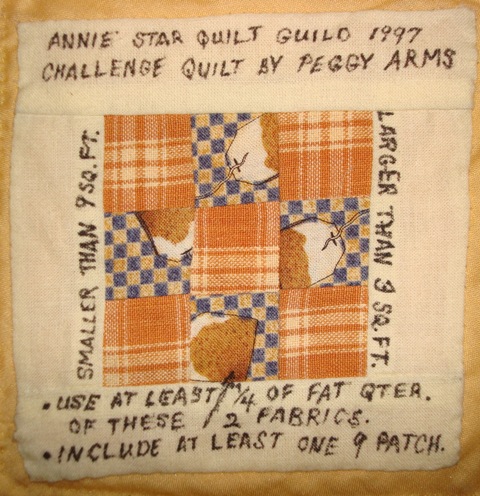 ANNIE STAR QUILT GUILD 1997
CHALLENGE QUILT BY PEGGY ARMS
SMALLER THAN 9 SQ. FT.
LARGER THAN 3 SQ. FT.
• USE AT LEAST 1/4 OF FAT QTER.
OF THESE 2 FABRICS.
• INCLUDE AT LEAST ONE 9 PATCH.